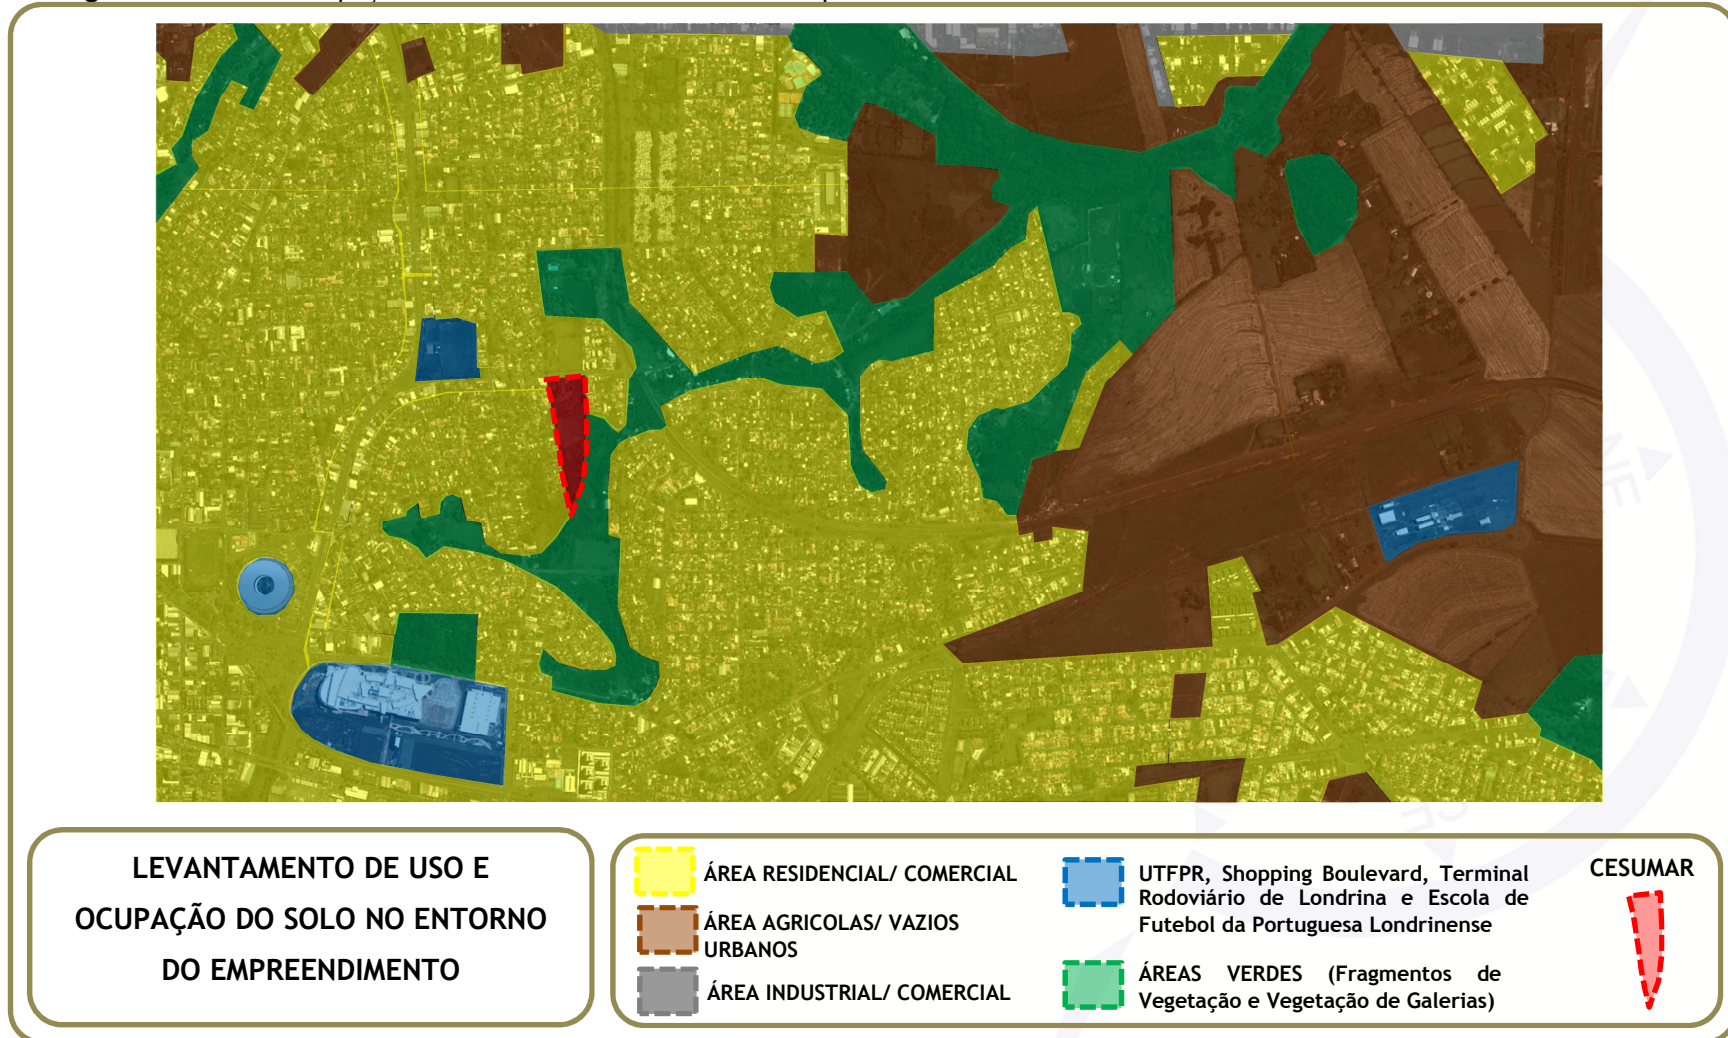 LEVANTAMENTO DE USO E
OCUPAÇÃO DO SOLO NO ENTORNO
DO EMPREENDIMENTO
ÁREA RESIDENCIAL/ COMERCIAL
ÁREA AGRICOLAS/ VAZIOS
URBANOS
ÁREA INDUSTRIAL/ COMERCIAL
UTFPR, Shopping Boulevard, Terminal
Rodoviário de Londrina e Escola de
Futebol da Portuguesa Londrinense
ÁREAS VERDES (Fragmentos de
Vegetação e Vegetação de Galerias)
CESUMAR
NE
SE